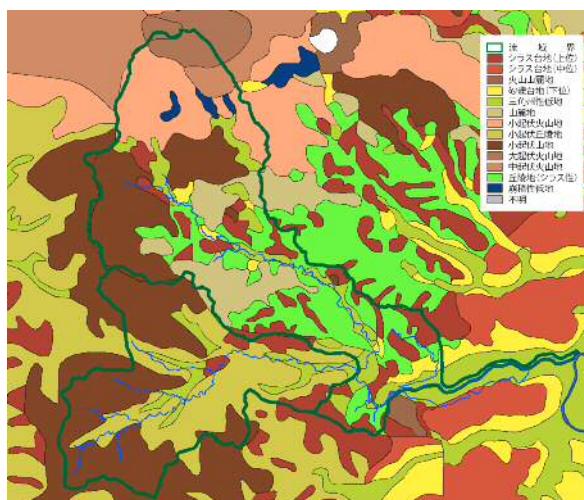 流域界
シラス台地(上位)
シラス台地(中位)
火山山麓地
砂礫台地(下位)
三角州性低地
山麓地
小起伏火山地
小起伏丘陵地
小起伏山地
大起伏火山地
中起伏火山地
丘陵地(シラス性)
扇積性低地
不明